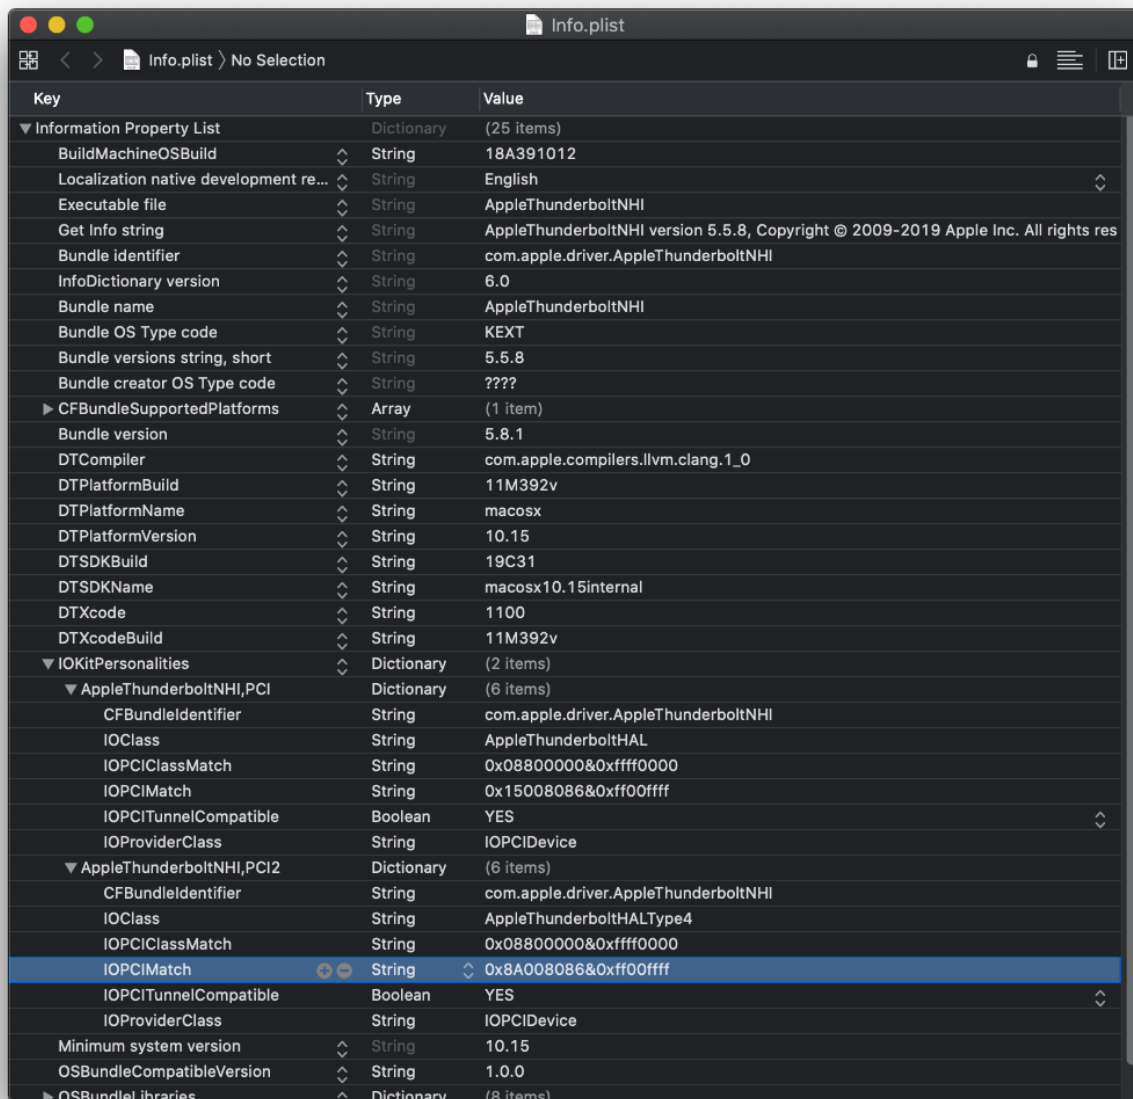 Info.plist
Info.plist 〉 No Selection
Key Type Value
Information Property List Dictionary (25 items)
BuildMachineOSBuild String 18A391012
Localization native development re... String English
Executable file String AppleThunderboltNHI
Get Info string String AppleThunderboltNHI version 5.5.8, Copyright © 2009-2019 Apple Inc. All rights res
Bundle identifier String com.apple.driver.AppleThunderboltNHI
InfoDictionary version String 6.0
Bundle name String AppleThunderboltNHI
Bundle OS Type code String KEXT
Bundle versions string, short String 5.5.8
Bundle creator OS Type code String ????
CFBundleSupportedPlatforms Array (1 item)
Bundle version String 5.8.1
DTCompiler String com.apple.compilers.llvm.clang.1_0
DTPlatformBuild String 11M392v
DTPlatformName String macosx
DTPlatformVersion String 10.15
DTSDKBuild String 19C31
DTSDKName String macosx10.15internal
DTXcode String 1100
DTXcodeBuild String 11M392v
IOKitPersonalities Dictionary (2 items)
AppleThunderboltNHI,PCI Dictionary (6 items)
CFBundleIdentifier String com.apple.driver.AppleThunderboltNHI
IOClass String AppleThunderboltHAL
IOPCIClassMatch String 0x08800000&0xffff0000
IOPCIMatch String 0x15008086&0xff00ffff
IOPCITunnelCompatible Boolean YES
IOProviderClass String IOPCIDevice
AppleThunderboltNHI,PCI2 Dictionary (6 items)
CFBundleIdentifier String com.apple.driver.AppleThunderboltNHI
IOClass String AppleThunderboltHALType4
IOPCIClassMatch String 0x08800000&0xffff0000
IOPCIMatch String 0x8A008086&0xff00ffff
IOPCITunnelCompatible Boolean YES
IOProviderClass String IOPCIDevice
Minimum system version String 10.15
OSBundleCompatibleVersion String 1.0.0
OSBundleLibraries Dictionary (8 items)